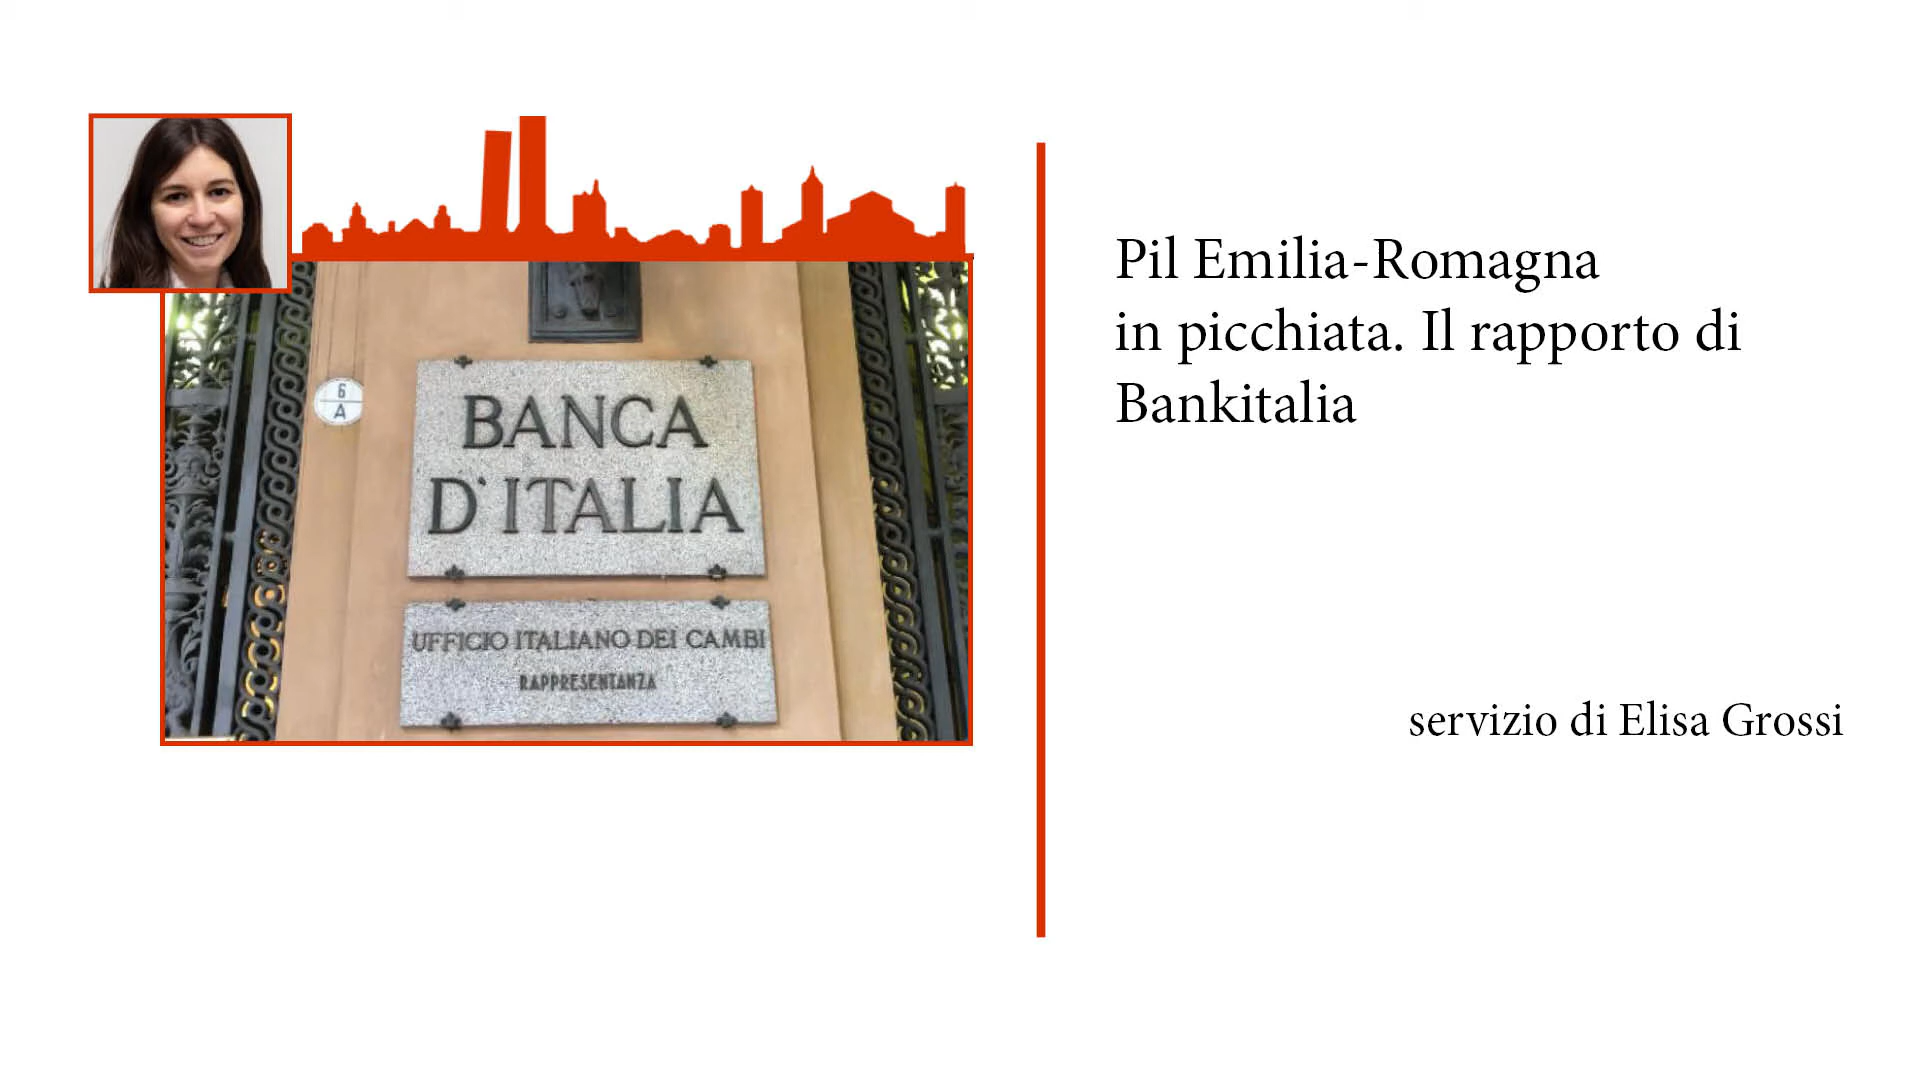 6
A
BANCA
D'ITALIA
UFFICIO ITALIANO DEI CAMBI
RAPPRESENTANZA
Pil Emilia-Romagna
in picchiata. Il rapporto di
Bankitalia
servizio di Elisa Grossi